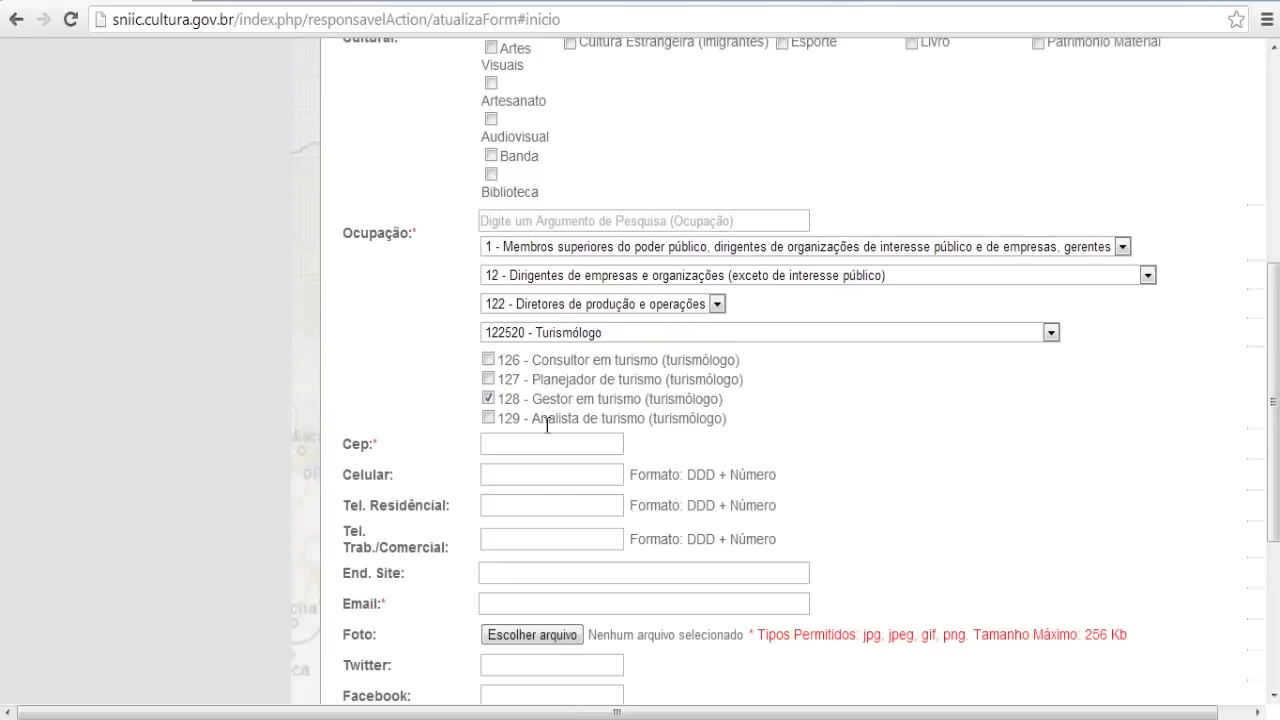 sniic.cultura.gov.br/index.php/responsavelAction/atualizaForm#inicio
Cultural: Cultura Estrangeira (imigrantes) Esporte Livro Patrimônio Material
Artes
Visuais
Artesanato
Audiovisual
Banda
Biblioteca
Ocupação:* Digite um Argumento de Pesquisa (Ocupação)
1 - Membros superiores do poder público, dirigentes de organizações de interesse público e de empresas, gerentes
12 - Dirigentes de empresas e organizações (exceto de interesse público)
122 - Diretores de produção e operações
122520 - Turismólogo
126 - Consultor em turismo (turismólogo)
127 - Planejador de turismo (turismólogo)
128 - Gestor em turismo (turismólogo)
129 - Analista de turismo (turismólogo)
Cep:*
Celular: Formato: DDD + Número
Tel. Residêncial: Formato: DDD + Número
Tel.
Trab./Comercial: Formato: DDD + Número
End. Site:
Email:*
Foto: Escolher arquivo Nenhum arquivo selecionado * Tipos Permitidos: jpg, jpeg, gif, png. Tamanho Máximo: 256 Kb
Twitter:
Facebook: